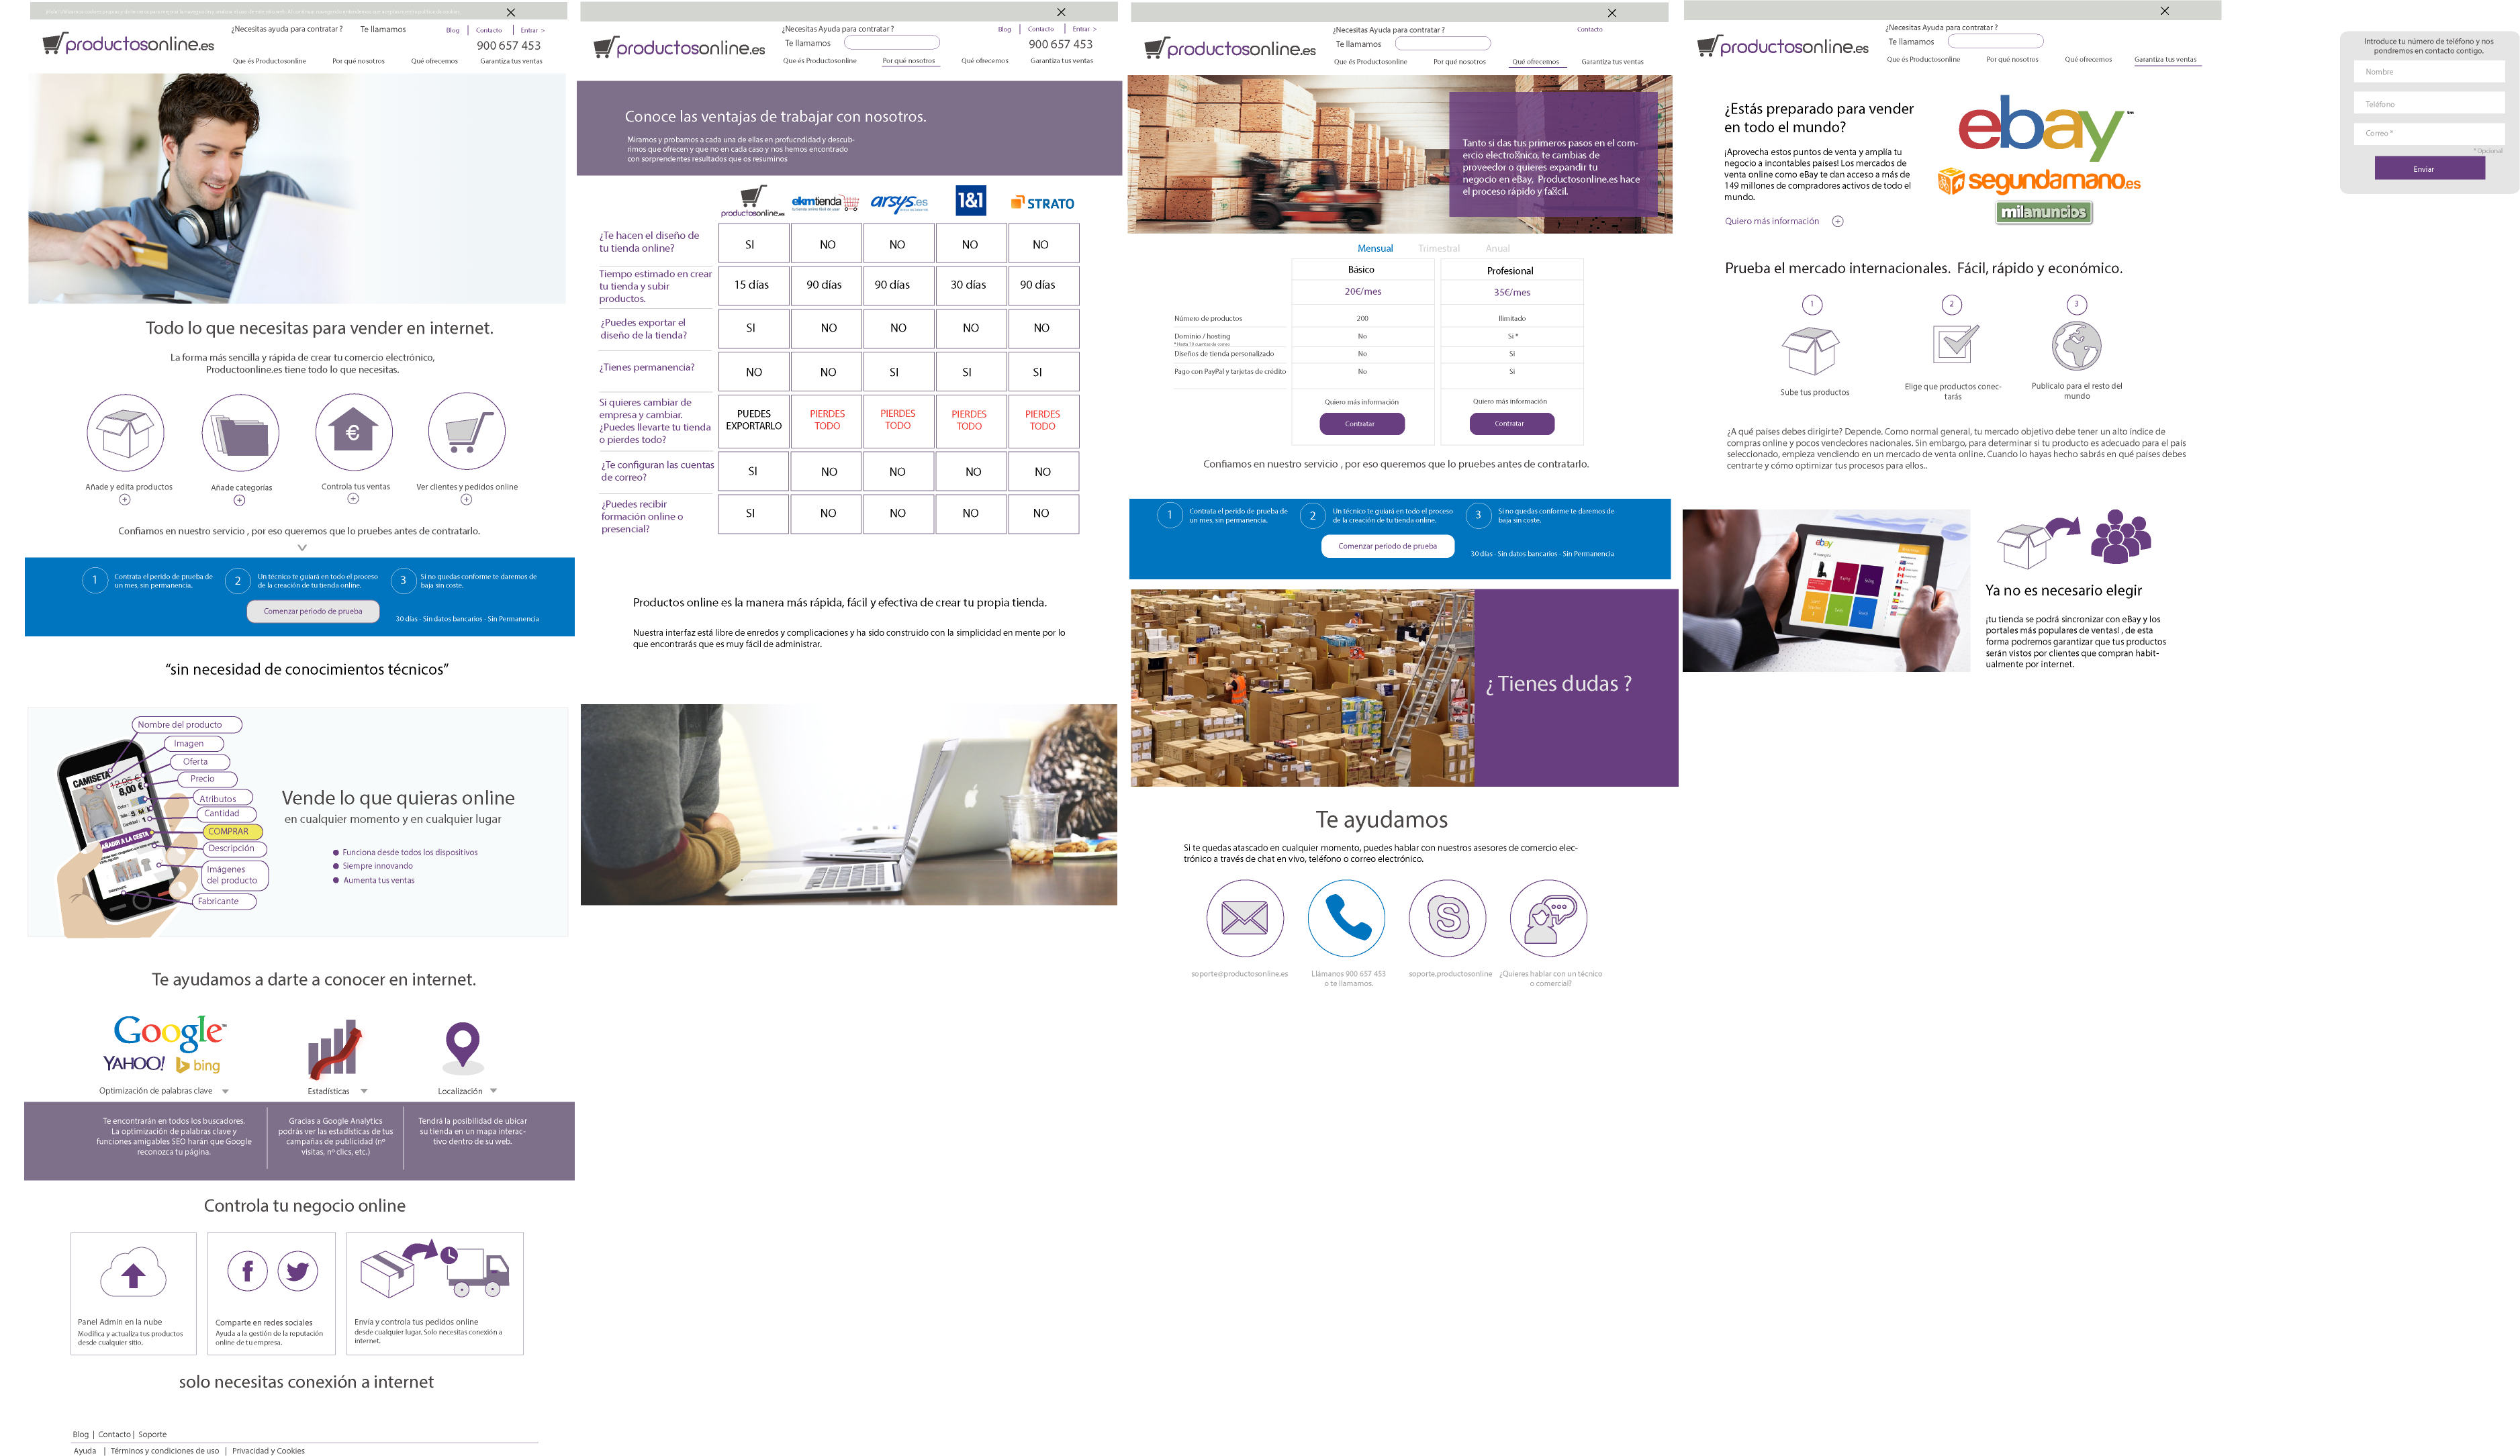 ¿Necesitas ayuda para contratar ?
Te llamamos
Blog
Contacto
Entrar >
productosonline.es
900 657 453
Que és Productosonline
Por qué nosotros
Qué ofrecemos
Garantiza tus ventas
Todo lo que necesitas para vender en internet.
La forma más sencilla y rápida de crear tu comercio electrónico,
Productoonline.es tiene todo lo que necesitas.
€
Añade y edita productos
Añade categorías
Controla tu ventas
Ver clientes y pedidos online
Confiamos en nuestro servicio , por eso queremos que lo pruebes antes de contratarlo.
1
Contrata el perido de prueba de
un mes, sin permanencia.
2
Un técnico te guiará en todo el proceso
de la creación de tu tienda online.
3
Si no quedas conforme te daremos de
baja sin coste.
Comenzar periodo de prueba
30 días - Sin datos bancarios - Sin Permanencia
“sin necesidad de conocimientos técnicos”
Nombre del producto
Imagen
Oferta
Precio
Atributos
Cantidad
COMPRAR
Descripción
Imágenes
del producto
Fabricante
CAMISETA
12,95 €
8,00 €
AÑADIR A LA CESTA
Vende lo que quieras online
en cualquier momento y en cualquier lugar
Funciona desde todos los dispositivos
Siempre innovando
Aumenta tus ventas
Te ayudamos a darte a conocer en internet.
Google
YAHOO!
bing
Optimización de palabras clave
Estadísticas
Localización
Te encontrarán en todos los buscadores.
La optimización de palabras clave y
funciones amigables SEO harán que Google
reconozca tu página.
Gracias a Google Analytics
podrás ver las estadísticas de tus
campañas de publicidad (nº
visitas, nº clics, etc.)
Tendrá la posibilidad de ubicar
su tienda en un mapa interac-
tivo dentro de su web.
Controla tu negocio online
Panel Admin en la nube
Modifica y actualiza tus productos
desde cualquier sitio.
Comparte en redes sociales
Ayuda a la gestión de la reputación
online de tu empresa.
Envía y controla tus pedidos online
desde cualquier lugar. Solo necesitas conexión a
internet.
solo necesitas conexión a internet
Blog | Contacto | Soporte
Ayuda | Términos y condiciones de uso | Privacidad y Cookies
¿Necesitas Ayuda para contratar ?
Te llamamos
Blog
Contacto
Entrar >
productosonline.es
900 657 453
Que és Productosonline
Por qué nosotros
Qué ofrecemos
Garantiza tus ventas
Conoce las ventajas de trabajar con nosotros.
Miramos y probamos a cada una de ellas en profucndidad y descub-
rimos que ofrecen y que no en cada caso y nos hemos encontrado
con sorprendentes resultados que os resuminos
productosonline.es
ekmtienda
arsys.es
1&1
STRATO
¿Te hacen el diseño de
tu tienda online?
SI NO NO NO NO
Tiempo estimado en crear
tu tienda y subir
productos.
15 días 90 días 90 días 30 días 90 días
¿Puedes exportar el
diseño de la tienda?
SI NO NO NO NO
¿Tienes permanencia?
NO NO SI SI SI
Si quieres cambiar de
empresa y cambiar.
¿Puedes llevarte tu tienda
o pierdes todo?
PUEDES
EXPORTARLO
PIERDES
TODO
PIERDES
TODO
PIERDES
TODO
PIERDES
TODO
¿Te configuran las cuentas
de correo?
SI NO NO NO NO
¿Puedes recibir
formación online o
presencial?
SI NO NO NO NO
Productos online es la manera más rápida, fácil y efectiva de crear tu propia tienda.
Nuestra interfaz está libre de enredos y complicaciones y ha sido construido con la simplicidad en mente por lo
que encontrarás que es muy fácil de administrar.
¿Necesitas Ayuda para contratar ?
Te llamamos
Contacto
productosonline.es
Que és Productosonline
Por qué nosotros
Qué ofrecemos
Garantiza tus ventas
Tanto si das tus primeros pasos en el com-
ercio electro☒nico, te cambias de
proveedor o quieres expandir tu
negocio en eBay, Productosonline.es hace
el proceso rápido y fa☒cil.
Mensual
Trimestral
Anual
Básico
Profesional
20€/mes
35€/mes
Número de productos
200
Ilimitado
Dominio / hosting
* Hasta 10 cuentas de correo
No
Si *
Diseños de tienda personalizado
No
Si
Pago con PayPal y tarjetas de crédito
No
Si
Quiero más información
Quiero más información
Contratar
Contratar
Confiamos en nuestro servicio , por eso queremos que lo pruebes antes de contratarlo.
1
Contrata el perido de prueba de
un mes, sin permanencia.
2
Un técnico te guiará en todo el proceso
de la creación de tu tienda online.
3
Si no quedas conforme te daremos de
baja sin coste.
Comenzar periodo de prueba
30 días - Sin datos bancarios - Sin Permanencia
¿ Tienes dudas ?
Te ayudamos
Si te quedas atascado en cualquier momento, puedes hablar con nuestros asesores de comercio elec-
trónico a través de chat en vivo, teléfono o correo electrónico.
soporte@productosonline.es
Llámanos 900 657 453
o te llamamos.
soporte.productosonline
¿Quieres hablar con un técnico
o comercial?
¿Necesitas Ayuda para contratar ?
Te llamamos
productosonline.es
Que és Productosonline
Por qué nosotros
Qué ofrecemos
Garantiza tus ventas
¿Estás preparado para vender
en todo el mundo?
¡Aprovecha estos puntos de venta y amplía tu
negocio a incontables países! Los mercados de
venta online como eBay te dan acceso a más de
149 millones de compradores activos de todo el
mundo.
Quiero más información
ebay
segundamano.es
milanuncios
Prueba el mercado internacionales. Fácil, rápido y económico.
1
2
3
Sube tus productos
Elige que productos conec-
tarás
Publicalo para el resto del
mundo
¿A qué países debes dirigirte? Depende. Como normal general, tu mercado objetivo debe tener un alto índice de
compras online y pocos vendedores nacionales. Sin embargo, para determinar si tu producto es adecuado para el país
seleccionado, empieza vendiendo en un mercado de venta online. Cuando lo hayas hecho sabrás en qué países debes
centrarte y cómo optimizar tus procesos para ellos..
ebay
Ya no es necesario elegir
¡tu tienda se podrá sincronizar con eBay y los
portales más populares de ventas! , de esta
forma podremos garantizar que tus productos
serán vistos por clientes que compran habit-
ualmente por internet.
Introduce tu número de teléfono y nos
pondremos en contacto contigo.
Nombre
Teléfono
Correo *
* Opcional
Enviar